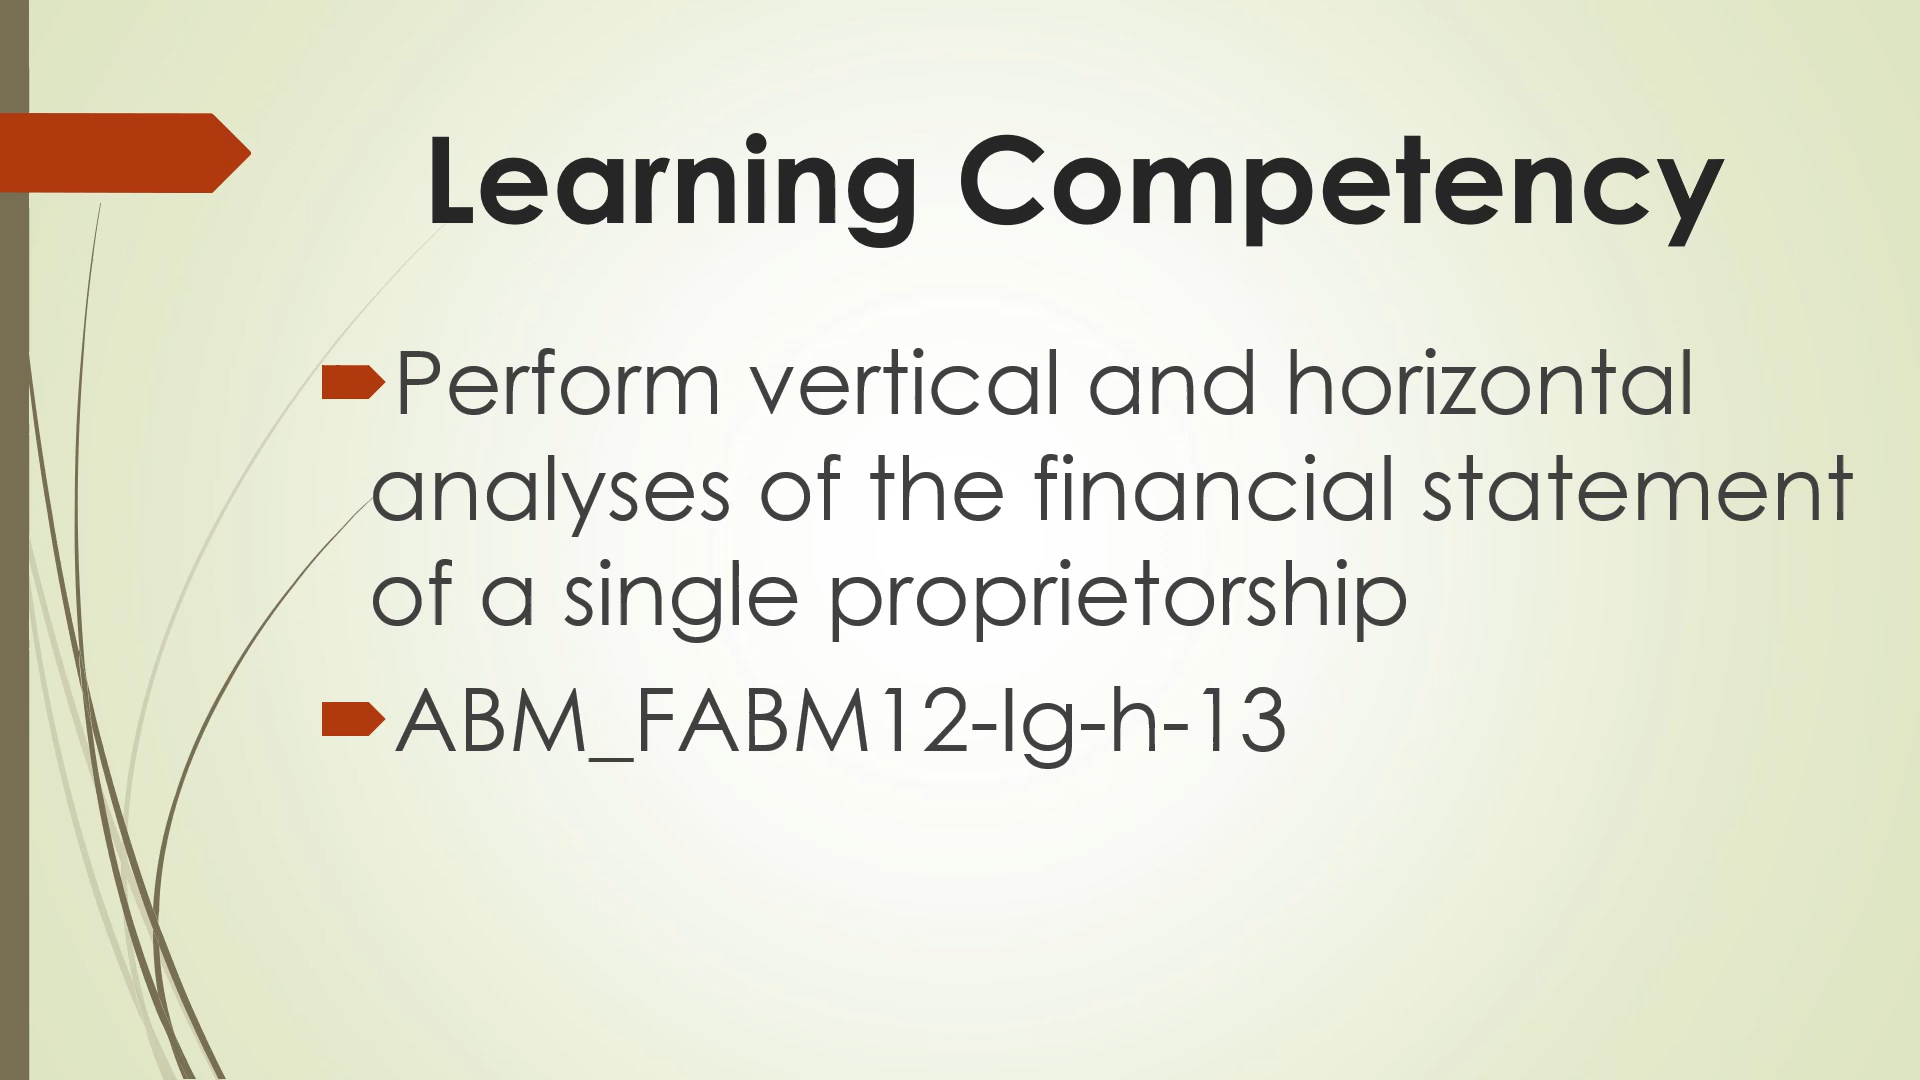 Learning Competency
Perform vertical and horizontal
analyses of the financial statement
of a single proprietorship
ABM_FABM12-Ig-h-13